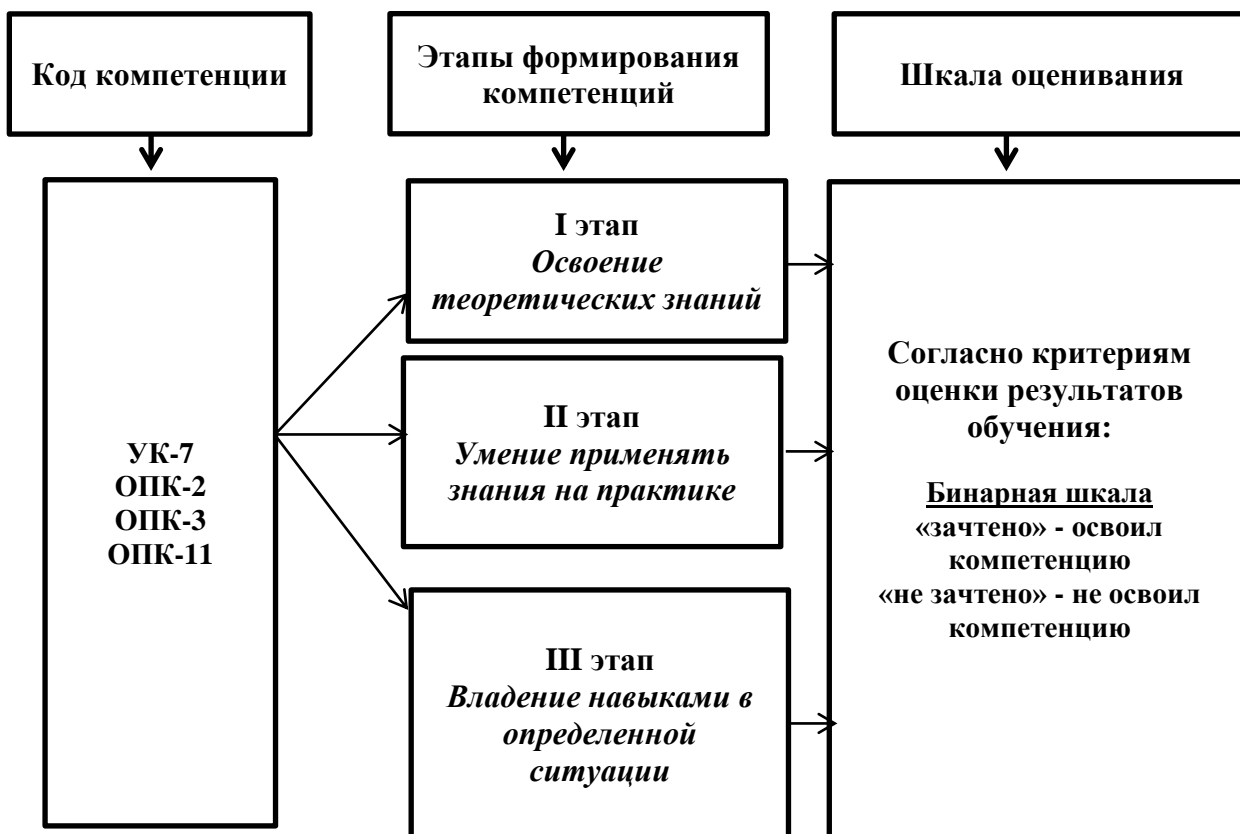 Код компетенции
Этапы формирования
компетенций
Шкала оценивания
УК-7
ОПК-2
ОПК-3
ОПК-11
I этап
Освоение
теоретических знаний
II этап
Умение применять
знания на практике
III этап
Владение навыками в
определенной
ситуации
Согласно критериям
оценки результатов
обучения:
Бинарная шкала
«зачтено» - освоил
компетенцию
«не зачтено» - не освоил
компетенцию